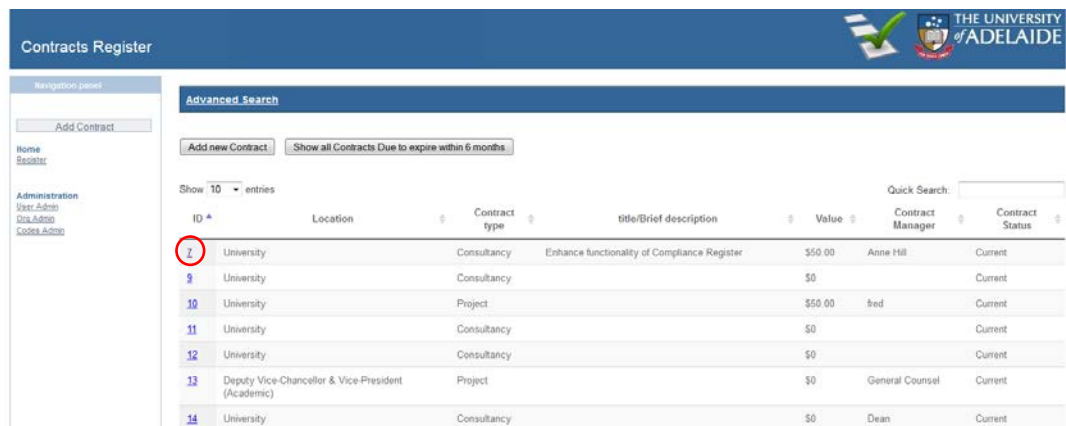 Contracts Register
THE UNIVERSITY
of ADELAIDE
Navigation panel
Add Contract
Home
Register
Administration
User Admin
Org Admin
Codes Admin
Advanced Search
Add new Contract Show all Contracts Due to expire within 6 months
Show 10 entries Quick Search:
ID Location Contract type title/Brief description Value Contract Manager Contract Status
7 University Consultancy Enhance functionality of Compliance Register $50.00 Anne Hill Current
9 University Consultancy $0 Current
10 University Project $50.00 fred Current
11 University Consultancy $0 Current
12 University Consultancy $0 Current
13 Deputy Vice-Chancellor & Vice-President (Academic) Project $0 General Counsel Current
14 University Consultancy $0 Dean Current